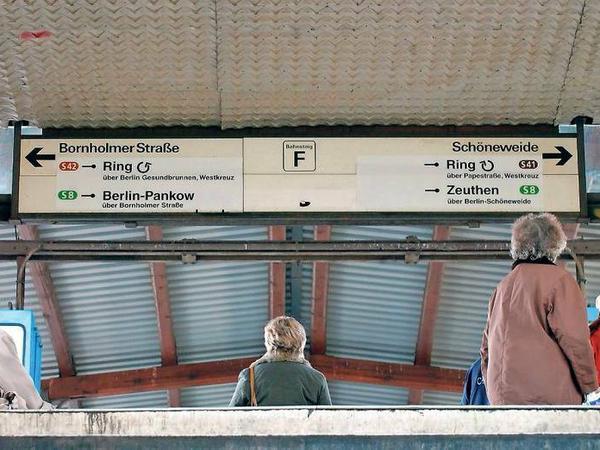 Bornholmer Straße
S42 Ring
über Berlin Gesundbrunnen, Westkreuz
S8 Berlin-Pankow
über Bornholmer Straße
Bahnsteig
F
Schöneweide
Ring S41
über Papestraße, Westkreuz
Zeuthen S8
über Berlin-Schöneweide